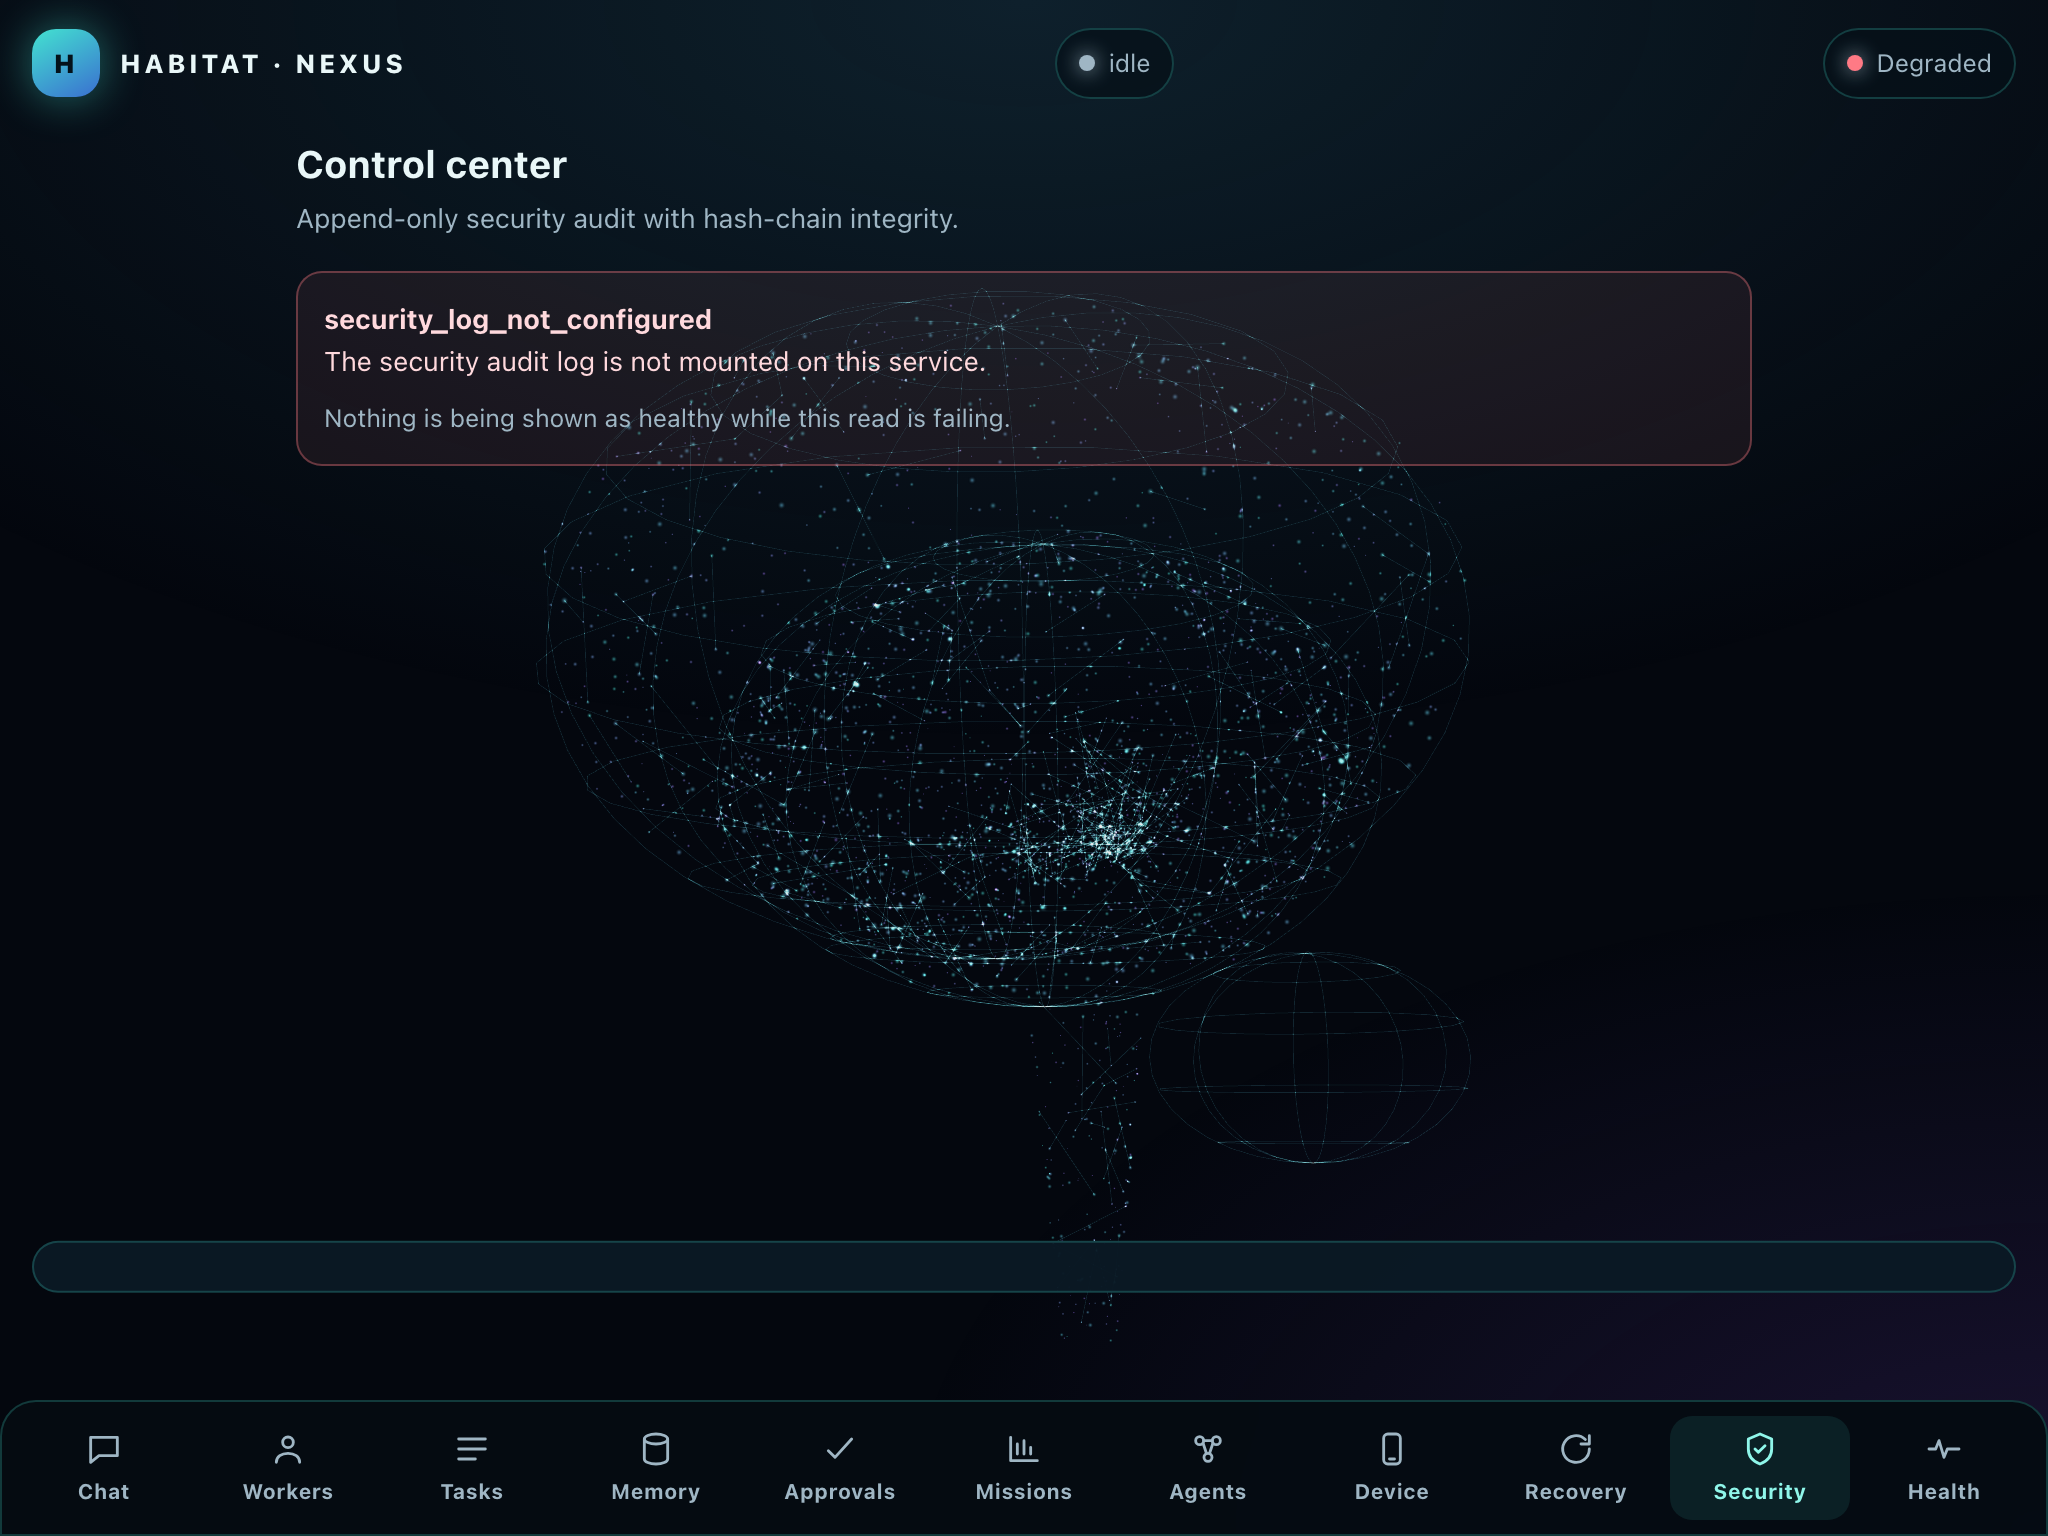 H
HABITAT · NEXUS
idle
Degraded
Control center
Append-only security audit with hash-chain integrity.
security_log_not_configured
The security audit log is not mounted on this service.
Nothing is being shown as healthy while this read is failing.
Chat
Workers
Tasks
Memory
Approvals
Missions
Agents
Device
Recovery
Security
Health